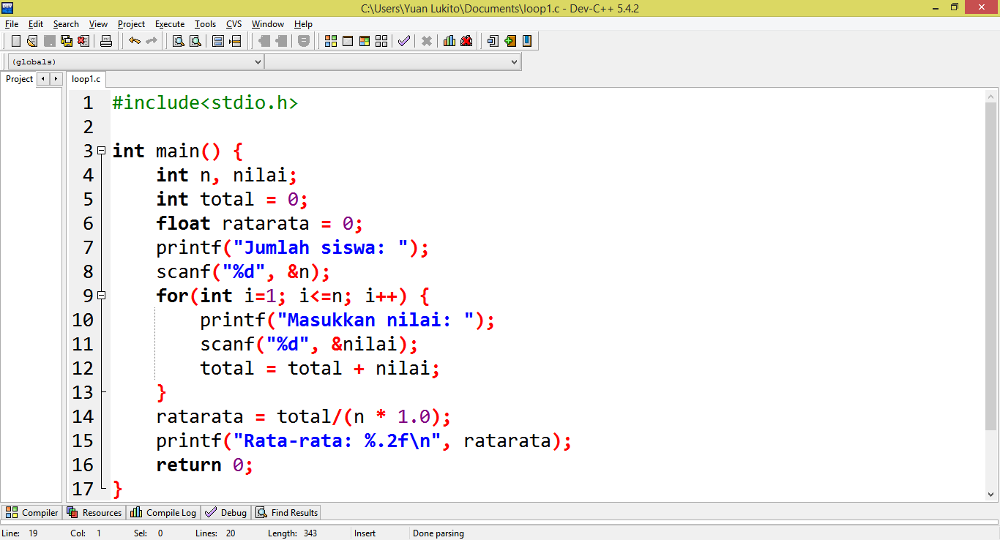 C:\Users\Yuan Lukito\Documents\loop1.c - Dev-C++ 5.4.2
File Edit Search View Project Execute Tools CVS Window Help
(globals)
Project loop1.c
1 #include<stdio.h>
2
3 int main() {
4     int n, nilai;
5     int total = 0;
6     float ratarata = 0;
7     printf("Jumlah siswa: ");
8     scanf("%d", &n);
9     for(int i=1; i<=n; i++) {
10         printf("Masukkan nilai: ");
11         scanf("%d", &nilai);
12         total = total + nilai;
13     }
14     ratarata = total/(n * 1.0);
15     printf("Rata-rata: %.2f\n", ratarata);
16     return 0;
17 }
Compiler Resources Compile Log Debug Find Results
Line: 19 Col: 1 Sel: 0 Lines: 20 Length: 343 Insert Done parsing